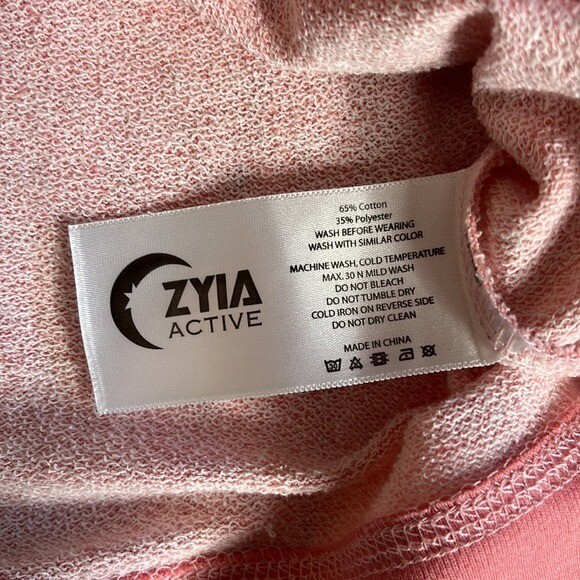 ZYIA
ACTIVE
65% Cotton
35% Polyester
WASH BEFORE WEARING
WASH WITH SIMILAR COLOR
MACHINE WASH, COLD TEMPERATURE
MAX. 30 N MILD WASH
DO NOT BLEACH
DO NOT TUMBLE DRY
COLD IRON ON REVERSE SIDE
DO NOT DRY CLEAN
MADE IN CHINA